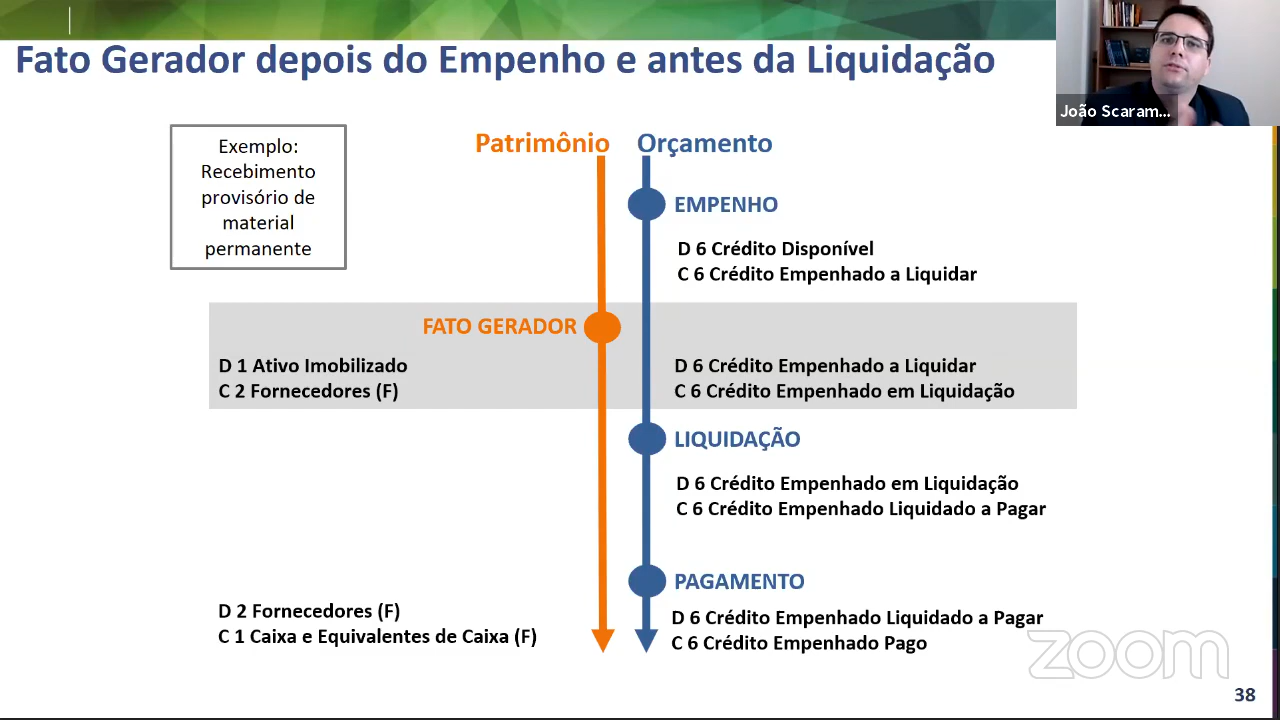 Fato Gerador depois do Empenho e antes da Liquidação
João Scaram...
Exemplo:
Recebimento
provisório de
material
permanente
Patrimônio
Orçamento
EMPENHO
D 6 Crédito Disponível
C 6 Crédito Empenhado a Liquidar
FATO GERADOR
D 1 Ativo Imobilizado
C 2 Fornecedores (F)
D 6 Crédito Empenhado a Liquidar
C 6 Crédito Empenhado em Liquidação
LIQUIDAÇÃO
D 6 Crédito Empenhado em Liquidação
C 6 Crédito Empenhado Liquidado a Pagar
PAGAMENTO
D 2 Fornecedores (F)
C 1 Caixa e Equivalentes de Caixa (F)
D 6 Crédito Empenhado Liquidado a Pagar
C 6 Crédito Empenhado Pago
zoom
38